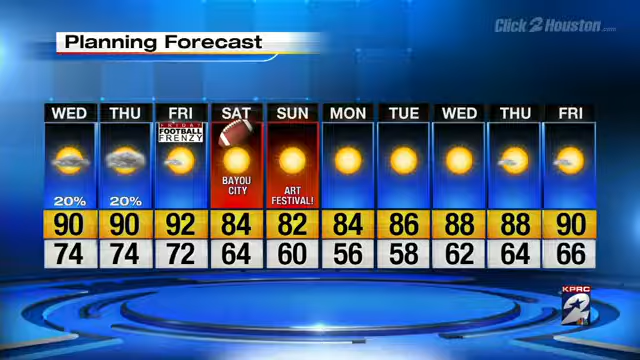 Click2Houston.com
Planning Forecast
WED THU FRI SAT SUN MON TUE WED THU FRI
FRIDAY
FOOTBALL
FRENZY
BAYOU
CITY
ART
FESTIVAL!
20% 20%
90 90 92 84 82 84 86 88 88 90
74 74 72 64 60 56 58 62 64 66
KPRC
2